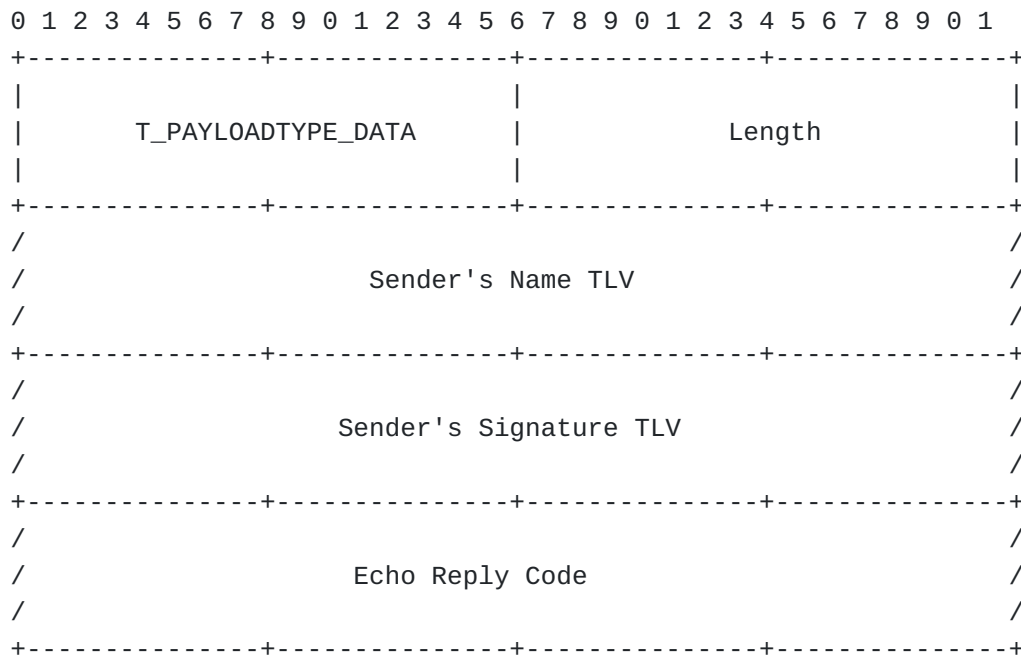 0 1 2 3 4 5 6 7 8 9 0 1 2 3 4 5 6 7 8 9 0 1 2 3 4 5 6 7 8 9 0 1
+---------------+---------------+---------------+---------------+
|                               |                               |
|       T_PAYLOADTYPE_DATA      |             Length            |
|                               |                               |
+---------------+---------------+---------------+---------------+
/                                                               /
/                      Sender's Name TLV                        /
/                                                               /
+---------------+---------------+---------------+---------------+
/                                                               /
/                    Sender's Signature TLV                     /
/                                                               /
+---------------+---------------+---------------+---------------+
/                                                               /
/                     Echo Reply Code                           /
/                                                               /
+---------------+---------------+---------------+---------------+